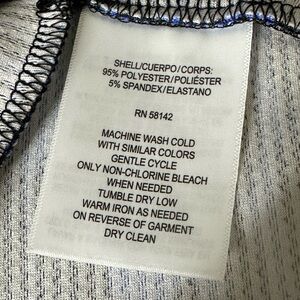 SHELL/CUERPO/CORPS:
95% POLYESTER/POLIÉSTER
5% SPANDEX/ELASTANO
RN 58142
MACHINE WASH COLD
WITH SIMILAR COLORS
GENTLE CYCLE
ONLY NON-CHLORINE BLEACH
WHEN NEEDED
TUMBLE DRY LOW
WARM IRON AS NEEDED
ON REVERSE OF GARMENT
DRY CLEAN